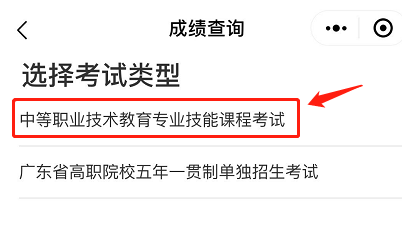 成绩查询
选择考试类型
中等职业技术教育专业技能课程考试
广东省高职院校五年一贯制单独招生考试